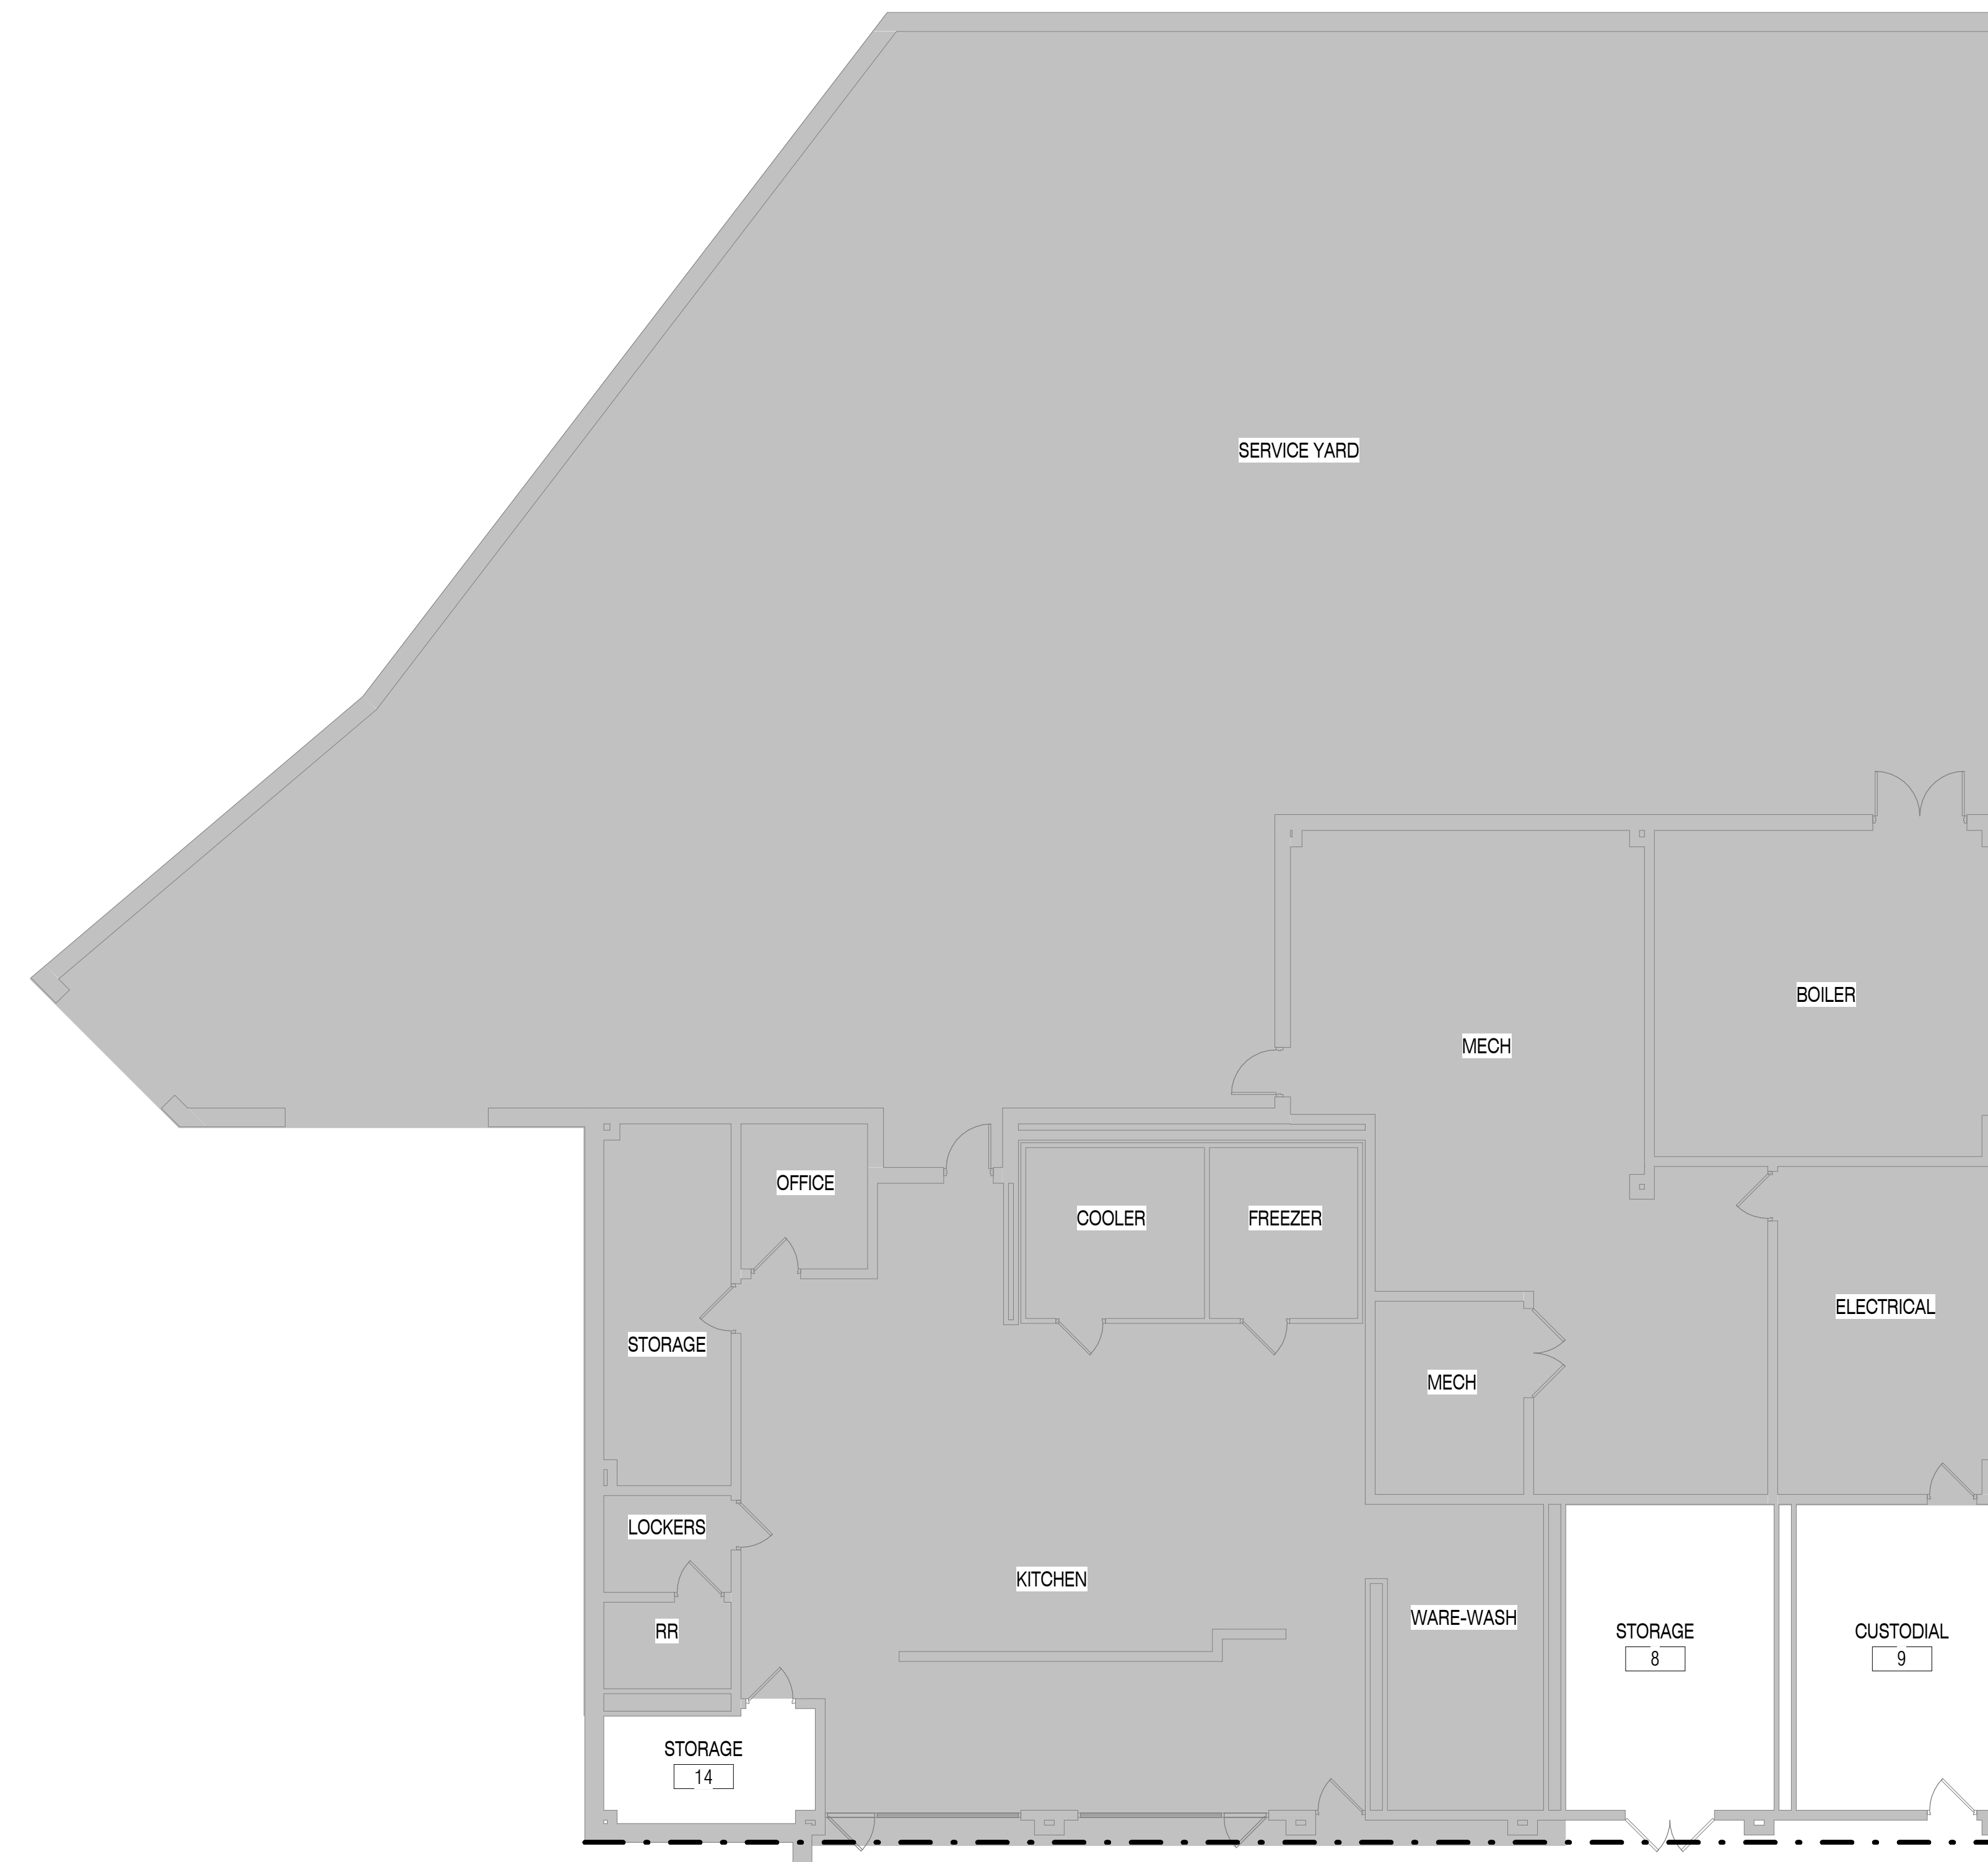 SERVICE YARD
BOILER
MECH
OFFICE
COOLER
FREEZER
ELECTRICAL
STORAGE
MECH
LOCKERS
KITCHEN
WARE-WASH
RR
STORAGE
8
CUSTODIAL
9
STORAGE
14